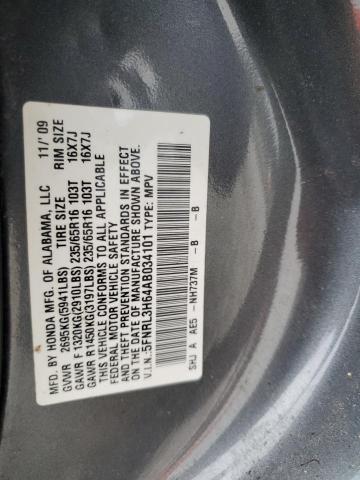 MFD. BY HONDA MFG. OF ALABAMA, LLC 11/'09
GVWR 2695KG(5941LBS) TIRE SIZE RIM SIZE
GAWR F 1320KG(2910LBS) 235/65R16 103T 16X7J
GAWR R 1450KG(3197LBS) 235/65R16 103T 16X7J
THIS VEHICLE CONFORMS TO ALL APPLICABLE
FEDERAL MOTOR VEHICLE SAFETY
AND THEFT PREVENTION STANDARDS IN EFFECT
ON THE DATE OF MANUFACTURE SHOWN ABOVE.
V.I.N.:5FNRL3H64AB034101 TYPE: MPV
SHJ A AE5 -NH737M -B -B